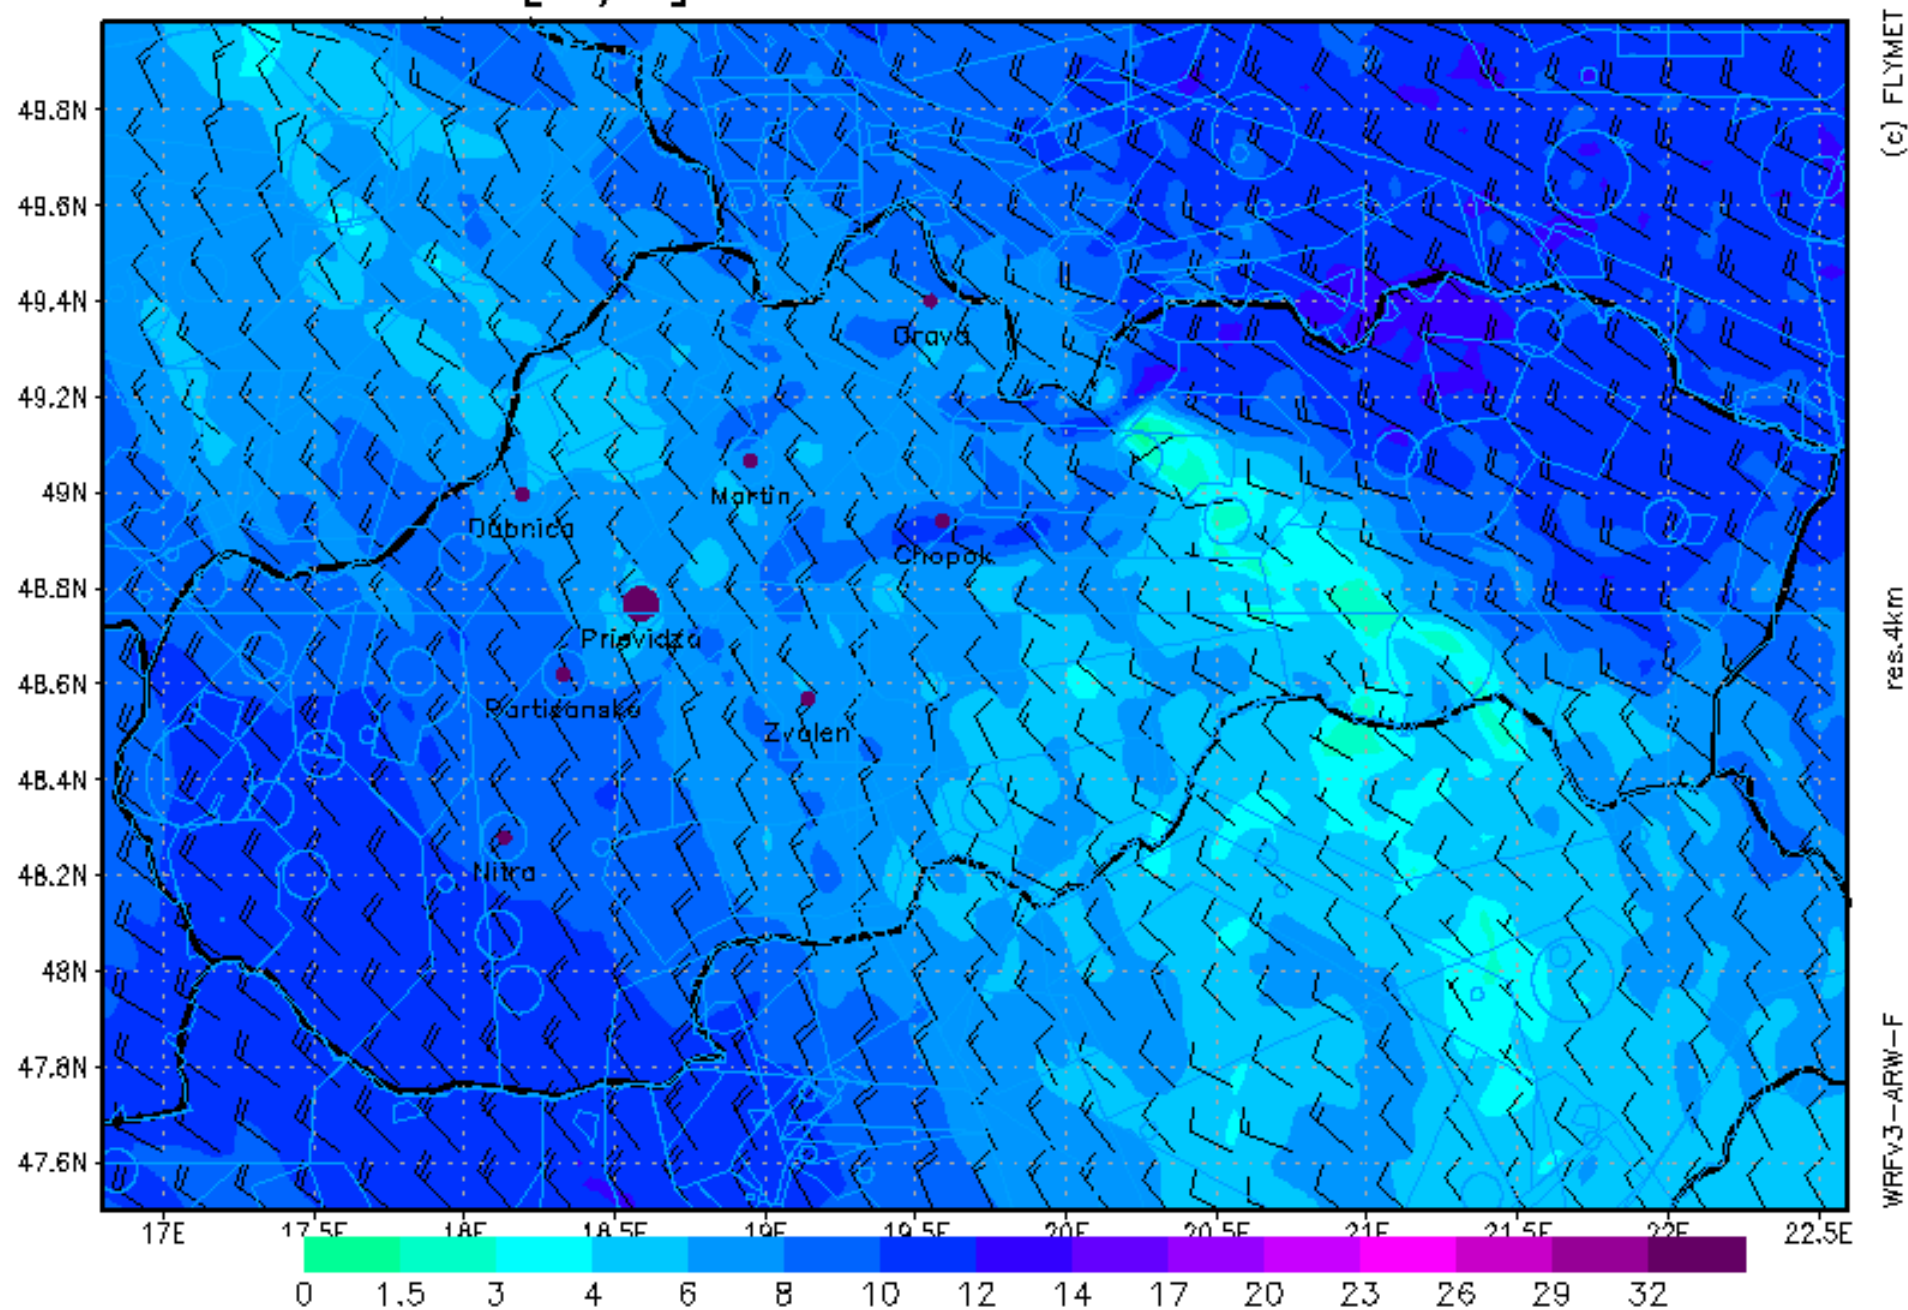 (c) FLYMET
49.8N
49.6N
49.4N
Orava
49.2N
Martin
49N
Dubnica
Chopok
res.4km
48.8N
Prievidza
48.6N
Partizanske
Zvolen
48.4N
Nitra
48.2N
48N
WRFv3-ARW-F
47.8N
47.6N
17E 17.5E 18E 18.5E 19E 19.5E 20E 20.5E 21E 21.5E 22E 22.5E
0 1.5 3 4 6 8 10 12 14 17 20 23 26 29 32